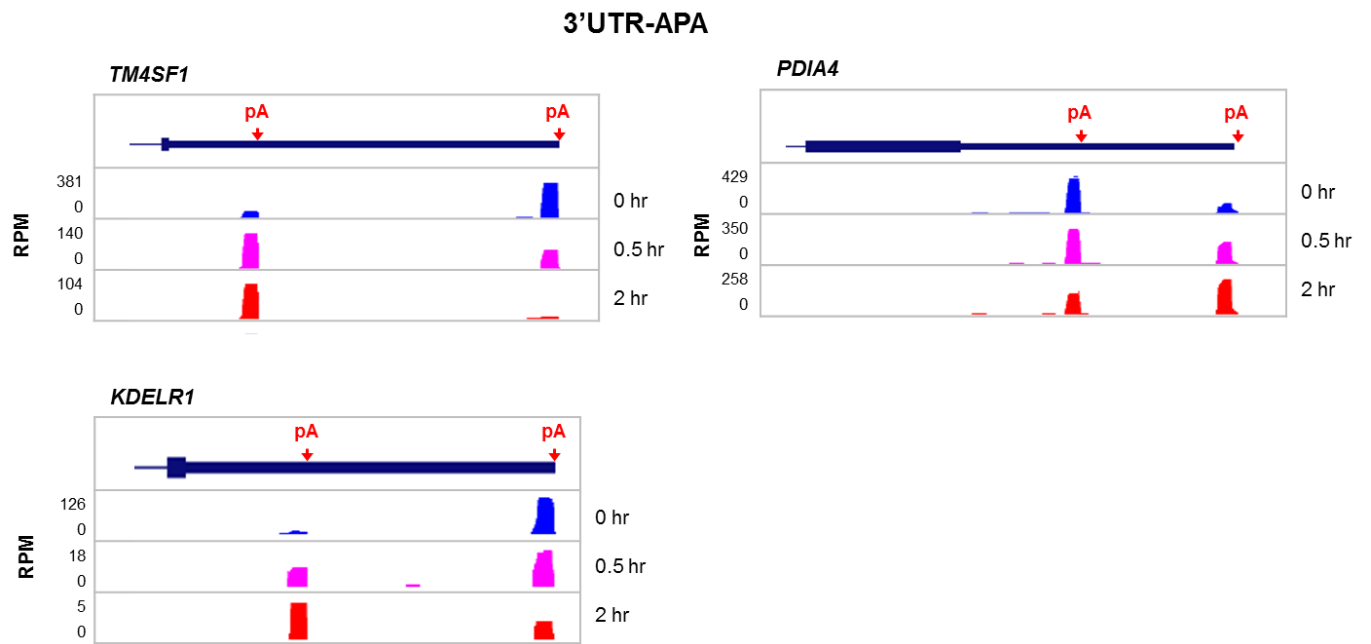 3'UTR-APA
TM4SF1
pA pA
381
0
0 hr
140
0
0.5 hr
104
0
2 hr
RPM
PDIA4
pA pA
429
0
0 hr
350
0
0.5 hr
258
0
2 hr
RPM
KDELR1
pA pA
126
0
0 hr
18
0
0.5 hr
5
0
2 hr
RPM